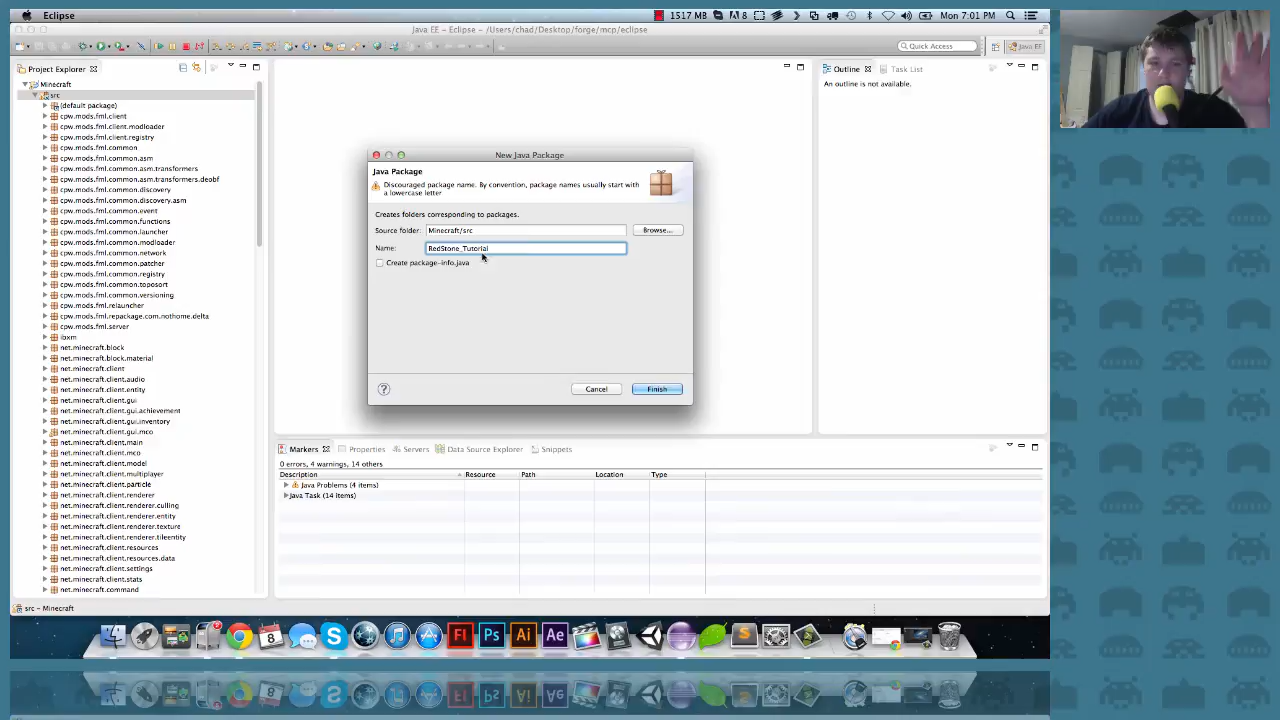 Eclipse
1517 MB
8
Mon 7:01 PM
Java EE - Eclipse - /Users/chad/Desktop/forge/mcp/eclipse
Quick Access
Java EE
Project Explorer
Minecraft
src
(default package)
cpw.mods.fml.client
cpw.mods.fml.client.modloader
cpw.mods.fml.client.registry
cpw.mods.fml.common
cpw.mods.fml.common.asm
cpw.mods.fml.common.asm.transformers
cpw.mods.fml.common.asm.transformers.deobf
cpw.mods.fml.common.discovery
cpw.mods.fml.common.discovery.asm
cpw.mods.fml.common.event
cpw.mods.fml.common.functions
cpw.mods.fml.common.launcher
cpw.mods.fml.common.modloader
cpw.mods.fml.common.network
cpw.mods.fml.common.patcher
cpw.mods.fml.common.registry
cpw.mods.fml.common.toposort
cpw.mods.fml.common.versioning
cpw.mods.fml.relauncher
cpw.mods.fml.repackage.com.nothome.delta
cpw.mods.fml.server
ibxm
net.minecraft.block
net.minecraft.block.material
net.minecraft.client
net.minecraft.client.audio
net.minecraft.client.entity
net.minecraft.client.gui
net.minecraft.client.gui.achievement
net.minecraft.client.gui.inventory
net.minecraft.client.gui.mco
net.minecraft.client.main
net.minecraft.client.mco
net.minecraft.client.model
net.minecraft.client.multiplayer
net.minecraft.client.particle
net.minecraft.client.renderer
net.minecraft.client.renderer.culling
net.minecraft.client.renderer.entity
net.minecraft.client.renderer.texture
net.minecraft.client.renderer.tileentity
net.minecraft.client.resources
net.minecraft.client.resources.data
net.minecraft.client.settings
net.minecraft.client.stats
net.minecraft.command
New Java Package
Java Package
Discouraged package name. By convention, package names usually start with
a lowercase letter
Creates folders corresponding to packages.
Source folder: Minecraft/src Browse...
Name: RedStone_Tutorial
Create package-info.java
? Cancel Finish
Outline Task List
An outline is not available.
Markers Properties Servers Data Source Explorer Snippets
0 errors, 4 warnings, 14 others
Description Resource Path Location Type
Java Problems (4 items)
Java Task (14 items)
src - Minecraft
8 S Fl Ps Ai Ae S